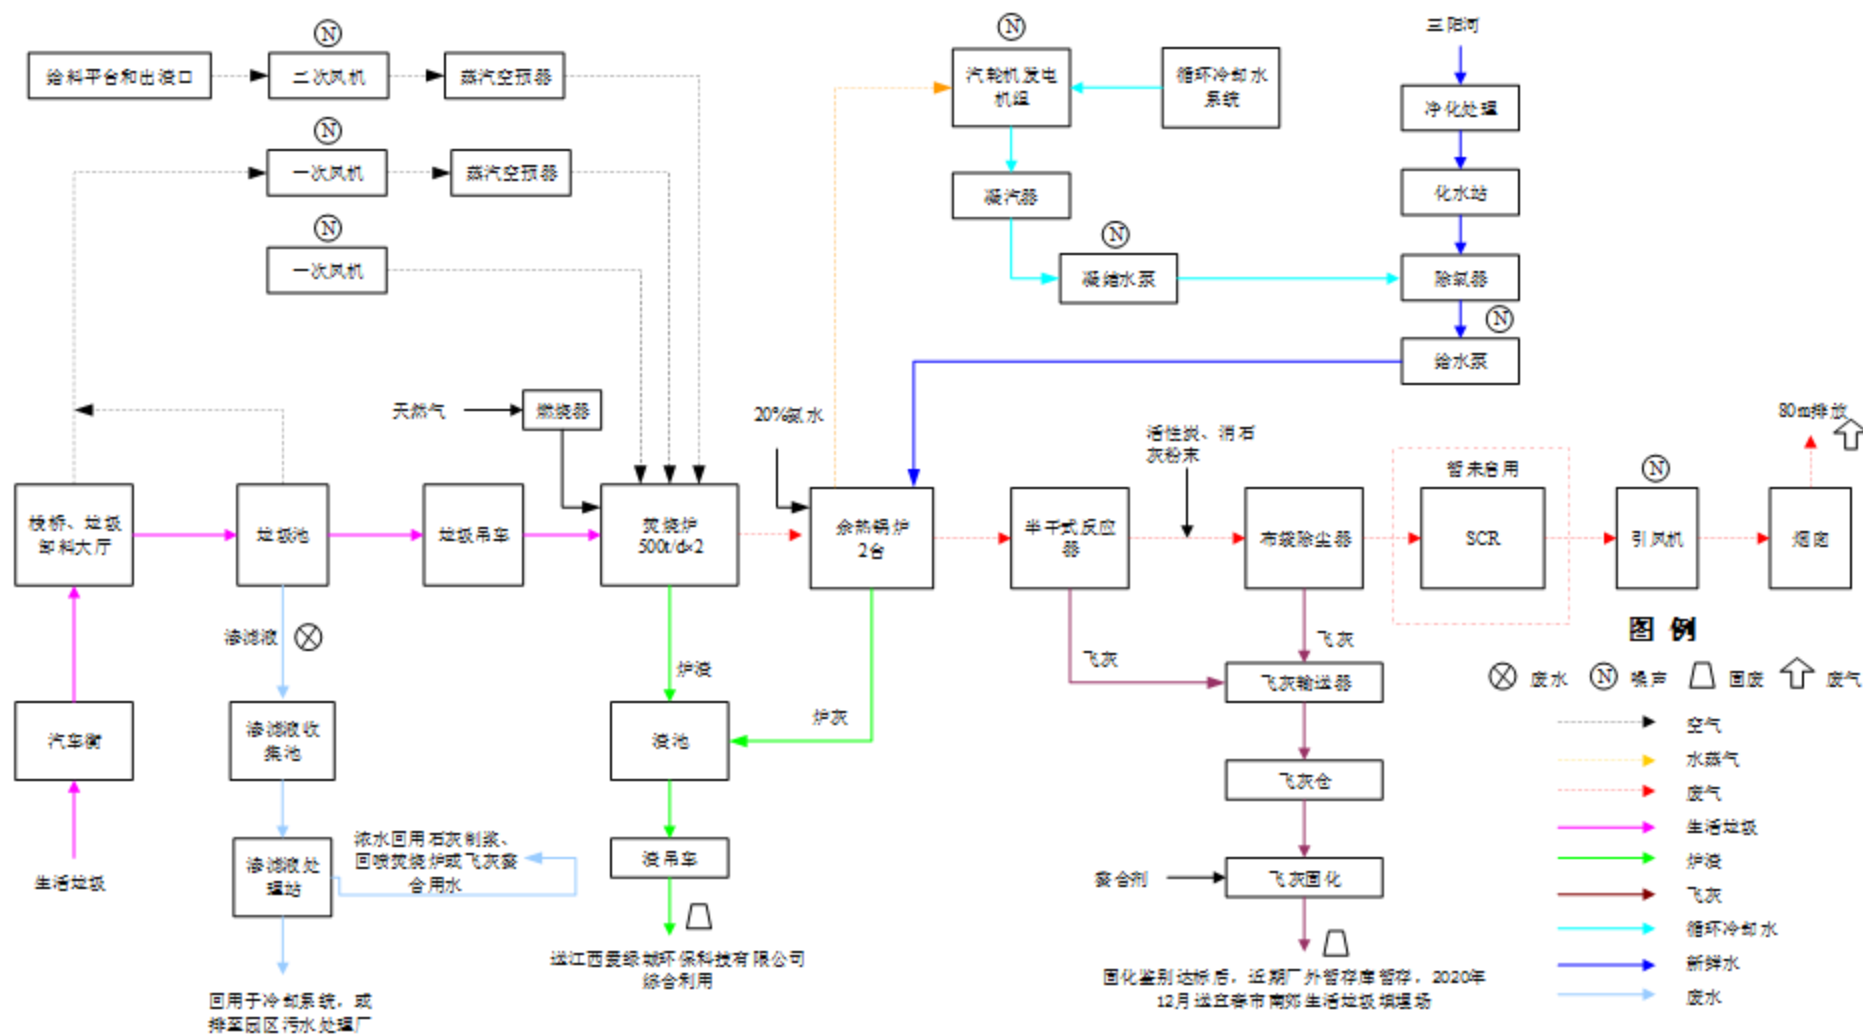 给料平台和出渣口
N
二次风机
蒸汽空预器
N
一次风机
蒸汽空预器
N
一次风机
N
汽轮机发电
机组
循环冷却水
系统
凝汽器
N
凝结水泵
三阳河
净化处理
化水站
除氧器
N
给水泵
天然气
燃烧器
20%氨水
活性炭、消石
灰粉末
暂未启用
N
80m排放
栈桥、垃圾
卸料大厅
垃圾池
垃圾吊车
焚烧炉
500t/d×2
余热锅炉
2台
半干式反应
器
布袋除尘器
SCR
引风机
烟囱
渗滤液
炉渣
炉灰
飞灰
飞灰
汽车衡
渗滤液收
集池
渣池
飞灰输送器
飞灰仓
生活垃圾
渗滤液处
理站
浓水回用石灰制浆、
回喷焚烧炉或飞灰螯
合用水
渣吊车
螯合剂
飞灰固化
回用于冷却系统,或
排至园区污水处理厂
送江西爱绿城环保科技有限公司
综合利用
固化鉴别达标后,近期厂外暂存库暂存,2020年
12月送宜春市南郊生活垃圾填埋场
图 例
废水
N
噪声
固废
废气
空气
水蒸气
废气
生活垃圾
炉渣
飞灰
循环冷却水
新鲜水
废水